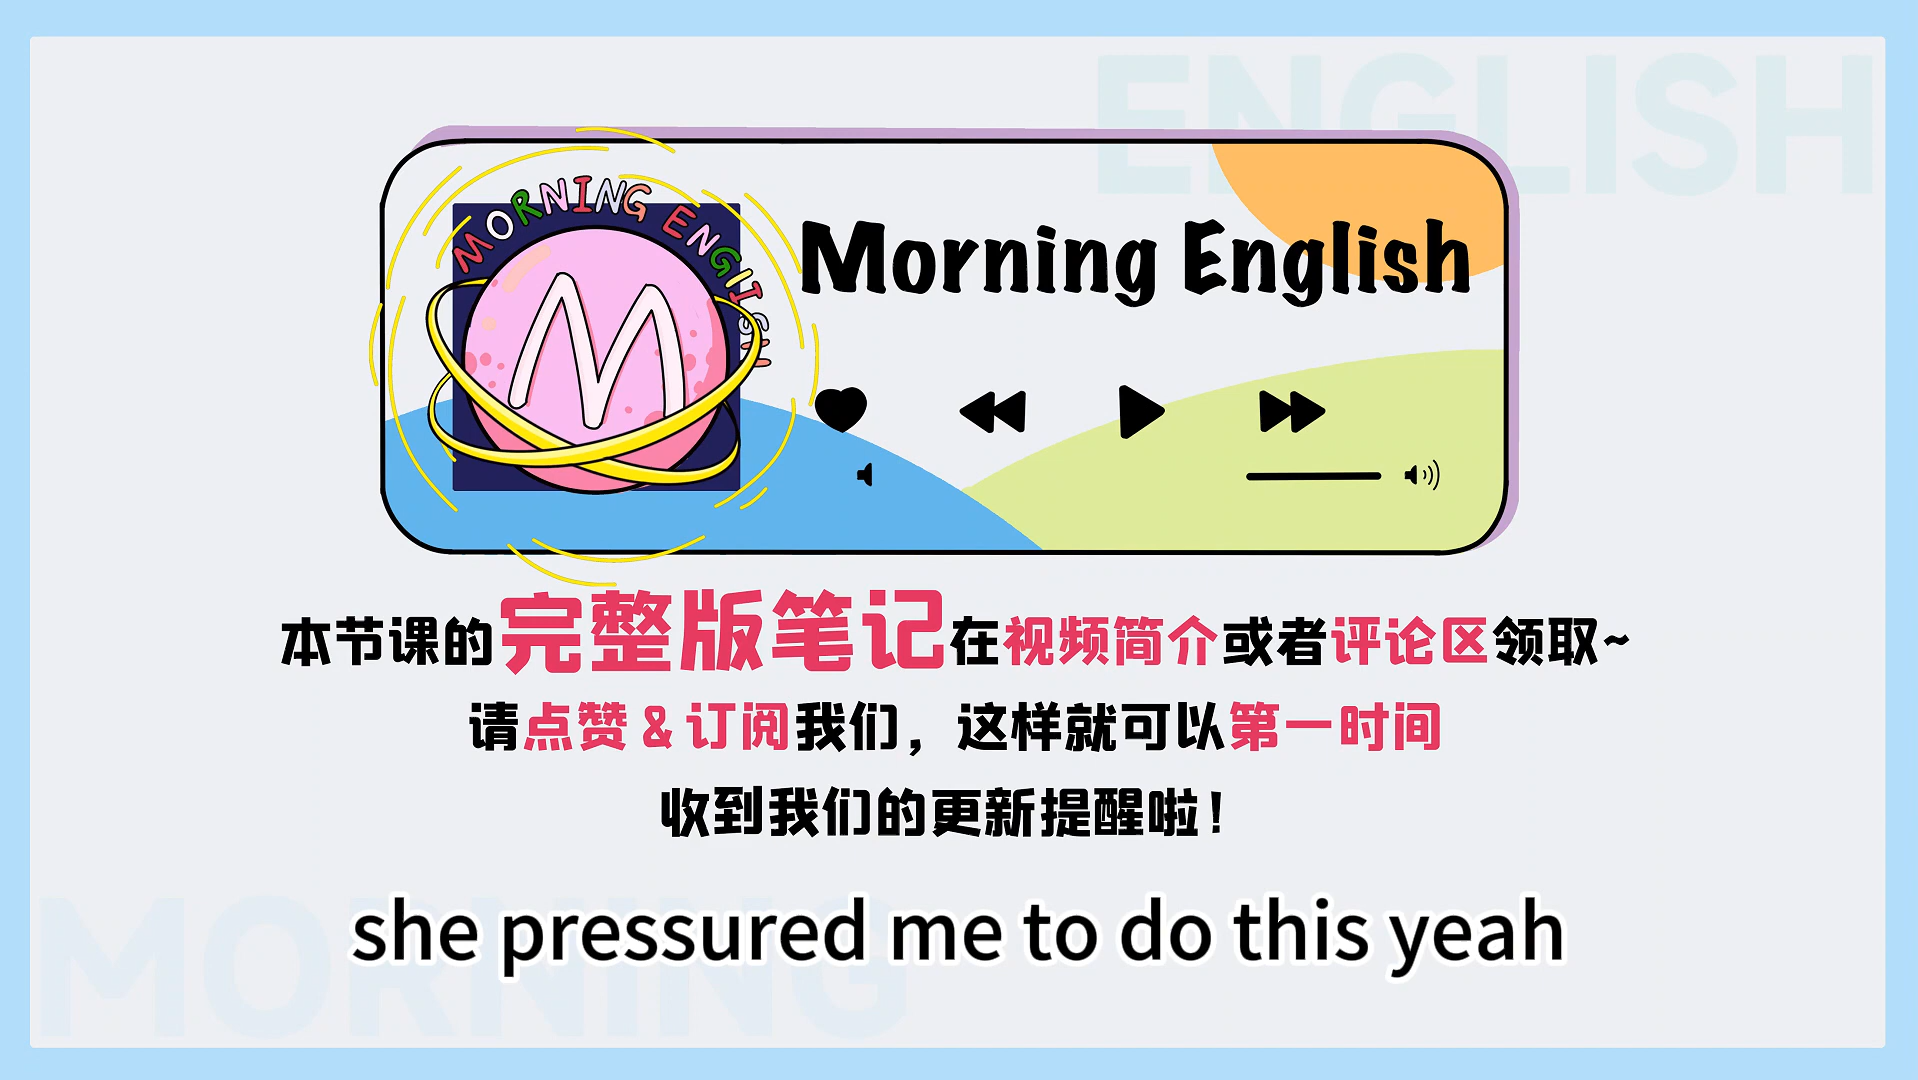 ENGLISH
MORNING ENGLISH
M
Morning English
本节课的完整版笔记在视频简介或者评论区领取~
请点赞&订阅我们，这样就可以第一时间
收到我们的更新提醒啦！
she pressured me to do this yeah
MORNING